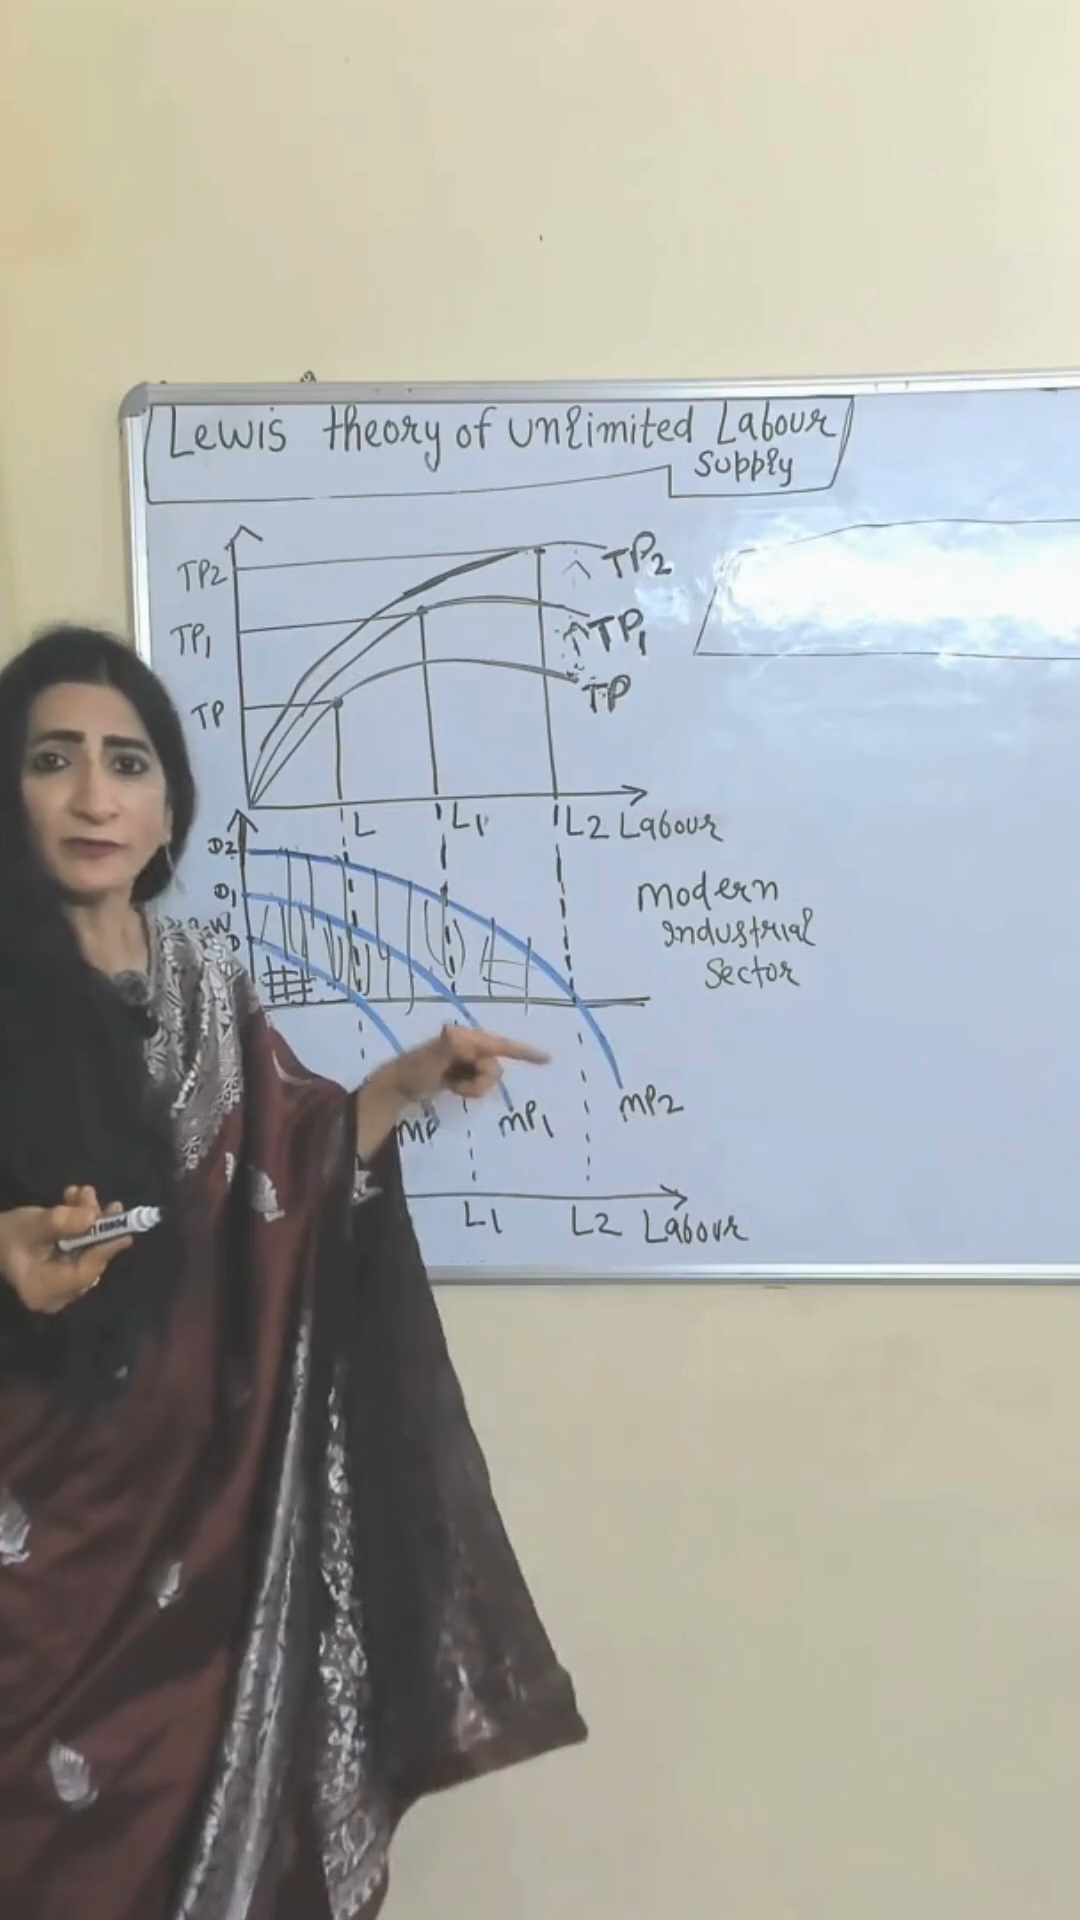 Lewis theory of unlimited Labour
supply
TP2
TP2
TP1
TP1
TP
TP
L
L1
L2 Labour
D2
D1
W
D
Modern
Industrial
Sector
MP
MP1
MP2
L1
L2
Labour